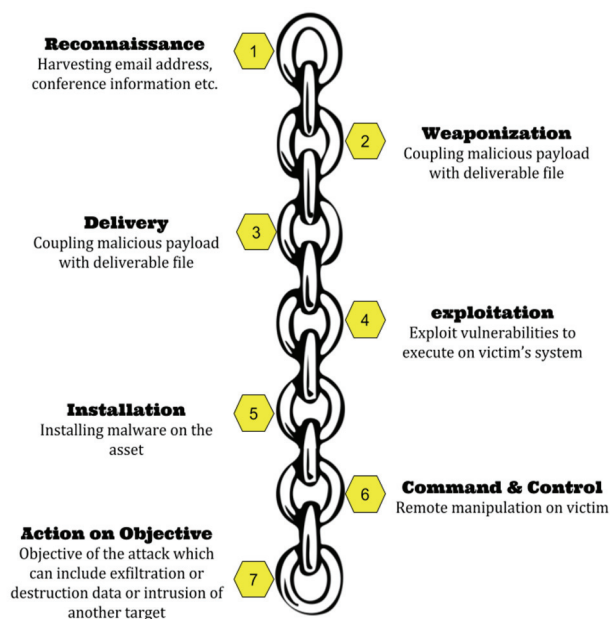 Reconnaissance
1
Harvesting email address,
conference information etc.
Weaponization
2
Coupling malicious payload
with deliverable file
Delivery
3
Coupling malicious payload
with deliverable file
exploitation
4
Exploit vulnerabilities to
execute on victim's system
Installation
5
Installing malware on the
asset
Command & Control
6
Remote manipulation on victim
Action on Objective
Objective of the attack which
can include exfiltration or
7
destruction data or intrusion of
another target